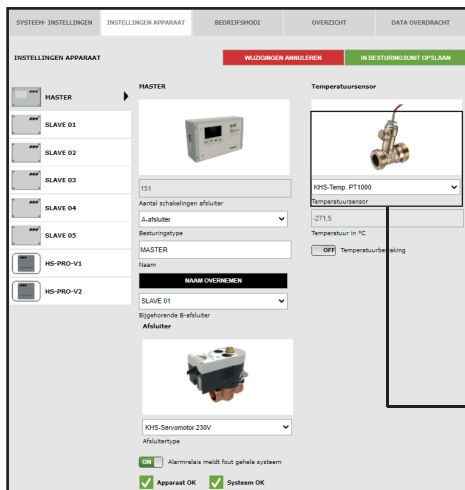 SYSTEEM- INSTELLINGEN
INSTELLINGEN APPARAAT
BEDRIJFSMODI
OVERZICHT
DATA OVERDRACHT
INSTELLINGEN APPARAAT
WIJZIGINGEN ANNULEREN
IN BESTURINGSUNIT OPSLAAN
MASTER
SLAVE 01
SLAVE 02
SLAVE 03
SLAVE 04
SLAVE 05
HS-PRO-V1
HS-PRO-V2
MASTER
151
Aantal schakelingen afsluiter
A-afsluiter
Besturingstype
MASTER
Naam
NAAM OVERNEMEN
SLAVE 01
Bijgehorende B-afsluiter
Afsluiter
KHS-Servomotor 230V
Afsluitertype
ON Alarmrelais meldt fout gehele systeem
Apparaat OK
Systeem OK
Temperatuursensor
KHS-Temp. PT1000
Temperatuursensor
-271,5
Temperatuur in °C
OFF Temperatuurbewaking